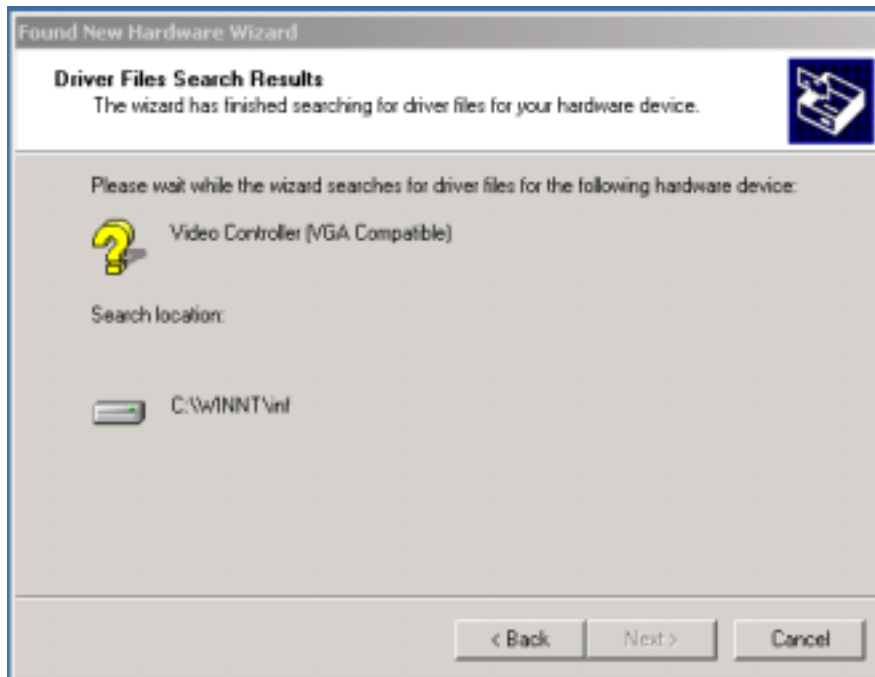 Found New Hardware Wizard
Driver Files Search Results
The wizard has finished searching for driver files for your hardware device.
Please wait while the wizard searches for driver files for the following hardware device:
Video Controller (VGA Compatible)
Search location:
C:\WINNT\inf
< Back
Next >
Cancel